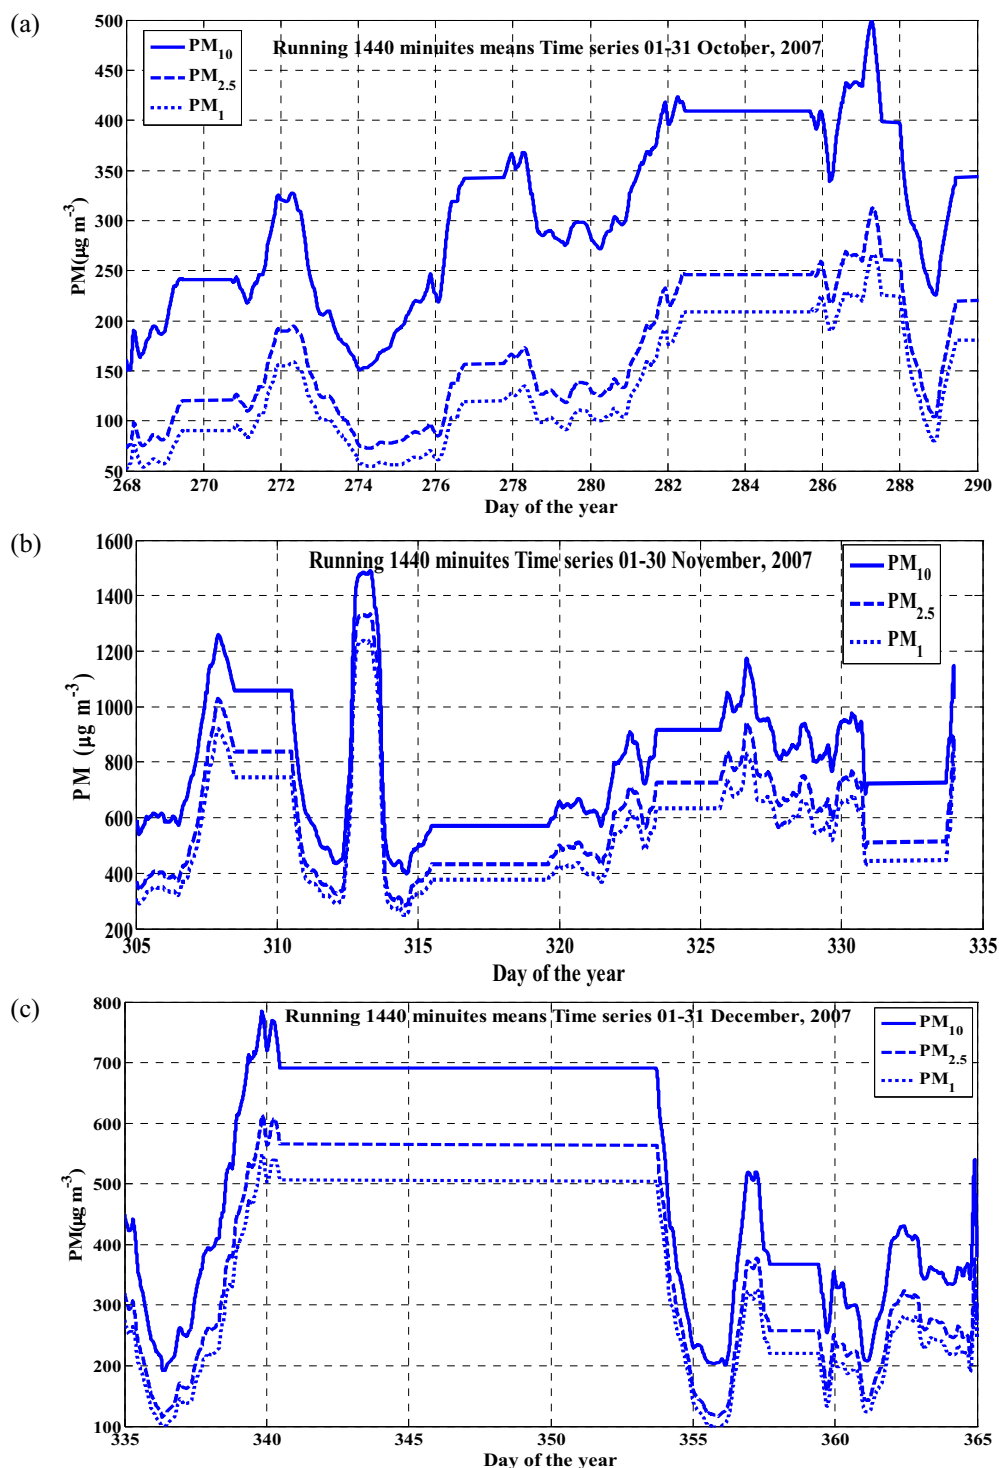 (a)
Running 1440 minuites means Time series 01-31 October, 2007
PM10
PM2.5
PM1
PM(µg m-3)
500
450
400
350
300
250
200
150
100
50
268 270 272 274 276 278 280 282 284 286 288 290
Day of the year
(b)
Running 1440 minuites Time series 01-30 November, 2007
PM10
PM2.5
PM1
PM (µg m-3)
1600
1400
1200
1000
800
600
400
200
305 310 315 320 325 330 335
Day of the year
(c)
Running 1440 minuites means Time series 01-31 December, 2007
PM10
PM2.5
PM1
PM(µg m-3)
800
700
600
500
400
300
200
100
335 340 345 350 355 360 365
Day of the year